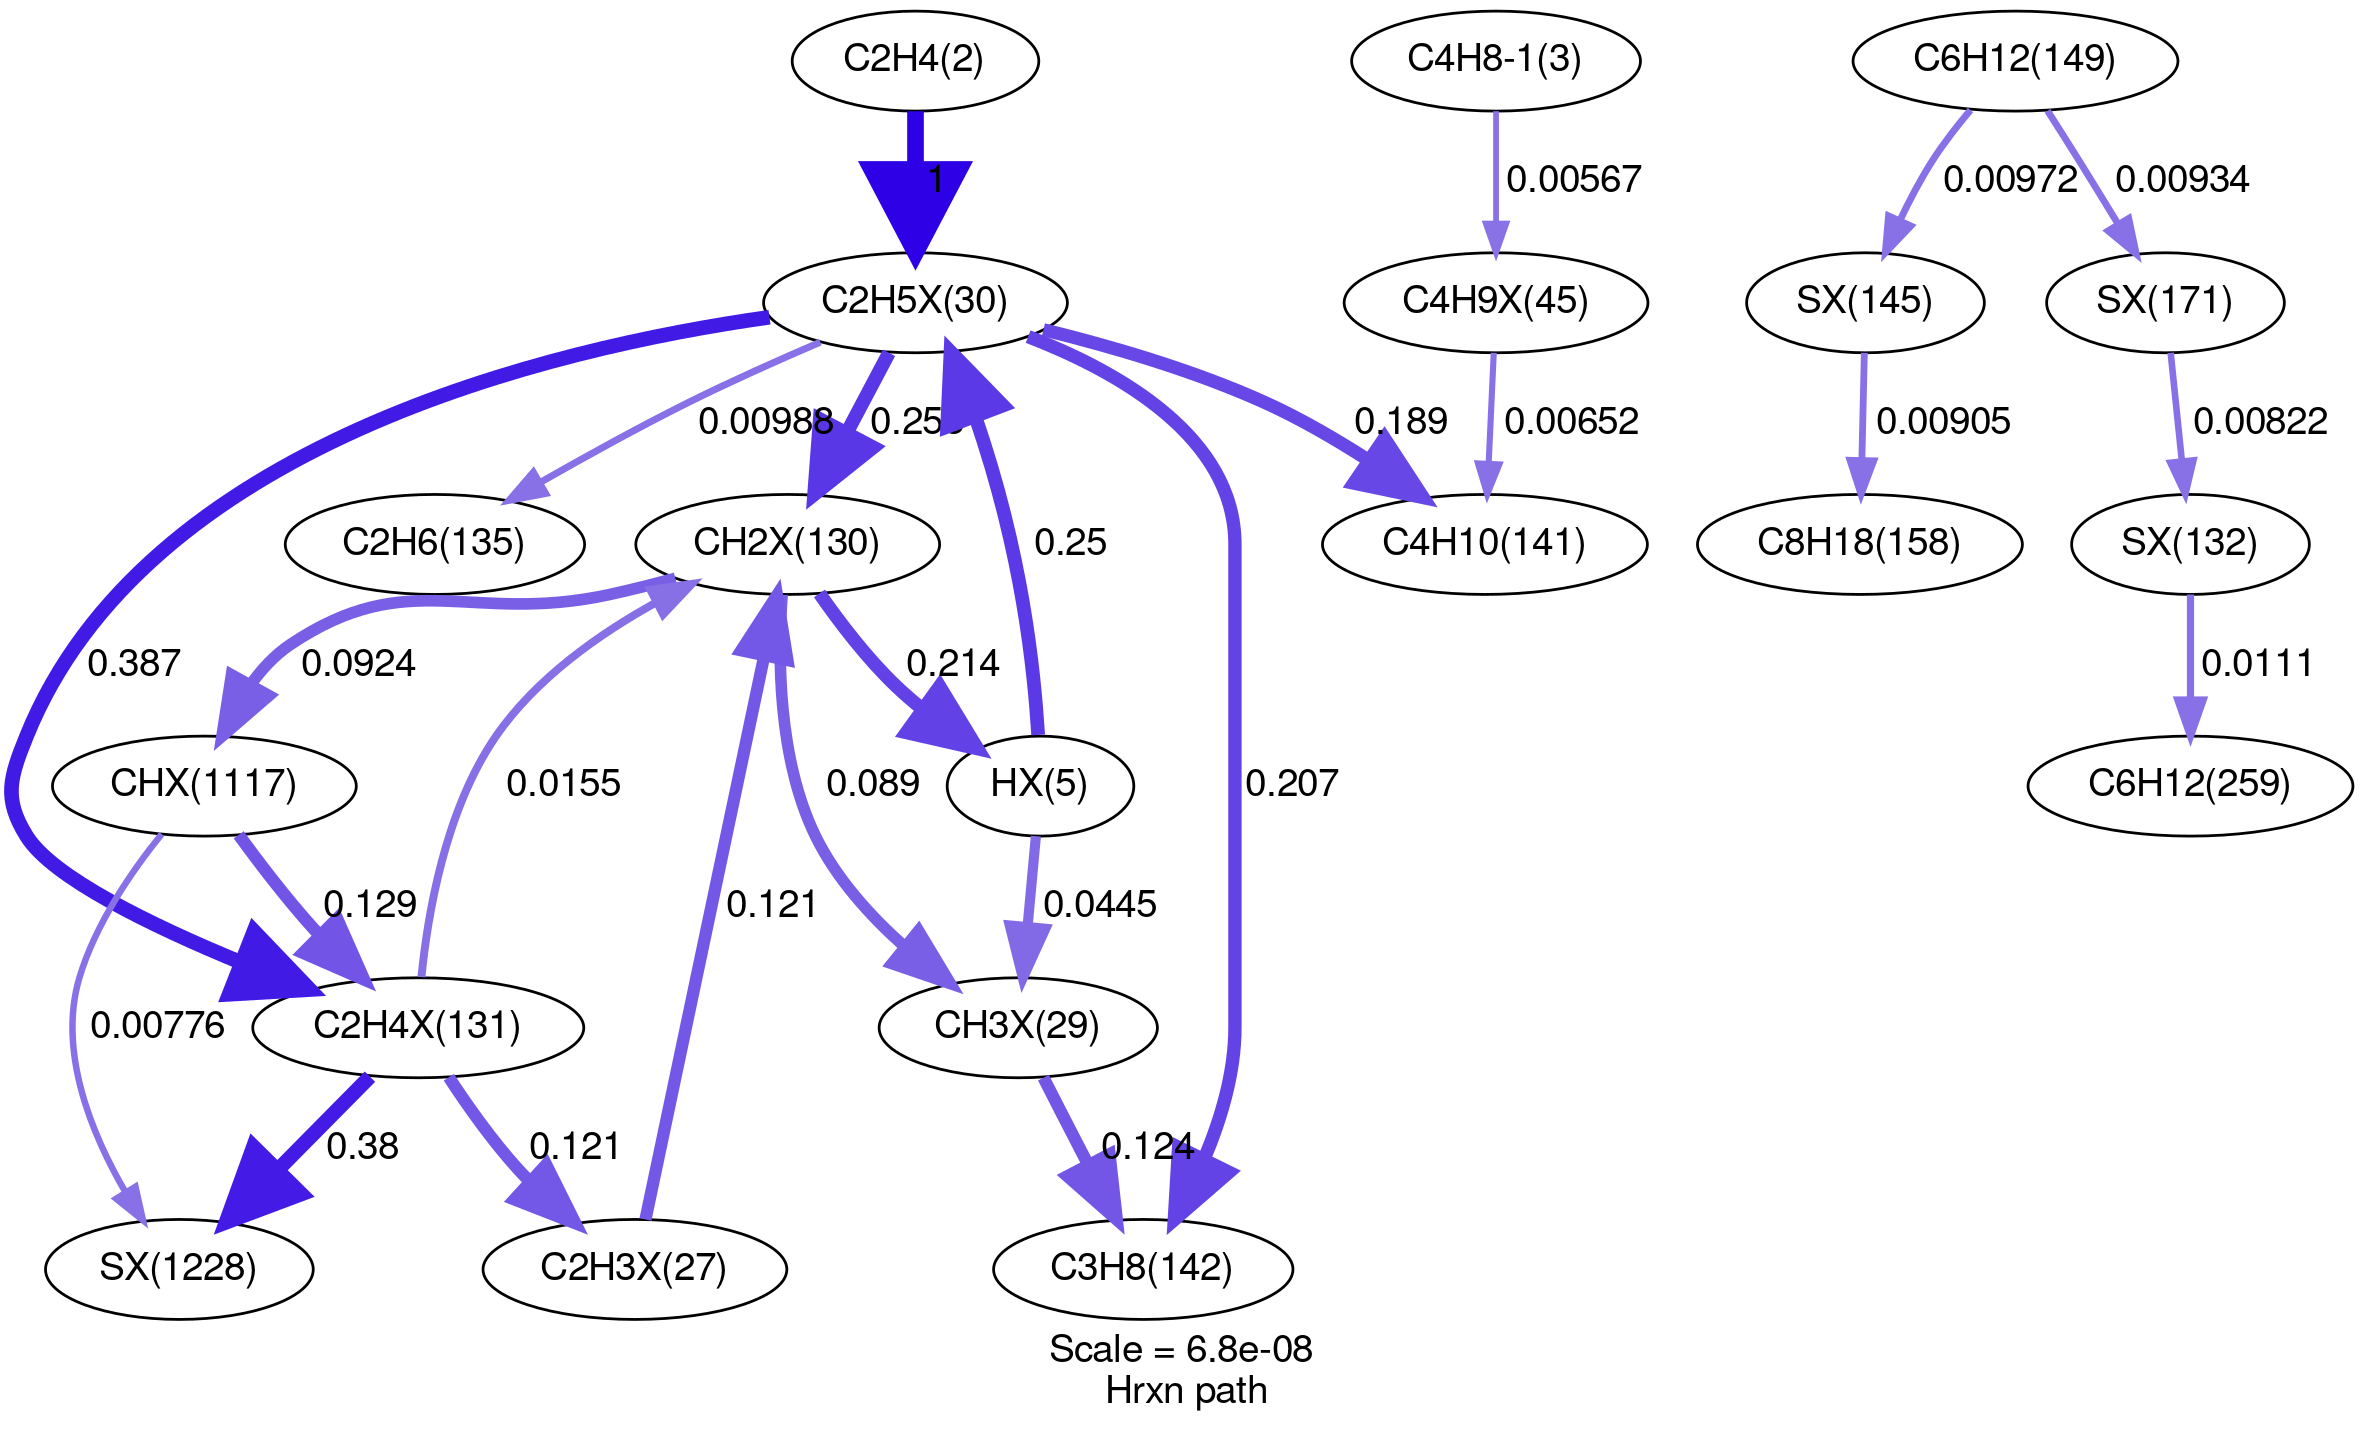 C2H4(2)
C4H8-1(3)
C6H12(149)
1
0.00567
0.00972
0.00934
C2H5X(30)
C4H9X(45)
SX(145)
SX(171)
0.00988
0.189
0.00652
0.00905
0.00822
C2H6(135)
CH2X(130)
0.25
C4H10(141)
C8H18(158)
SX(132)
0.387
0.0924
0.214
0.0111
CHX(1117)
0.0155
0.089
HX(5)
0.207
C6H12(259)
0.129
0.121
0.0445
0.00776
C2H4X(131)
CH3X(29)
0.38
0.121
0.124
SX(1228)
C2H3X(27)
C3H8(142)
Scale = 6.8e-08
Hrxn path